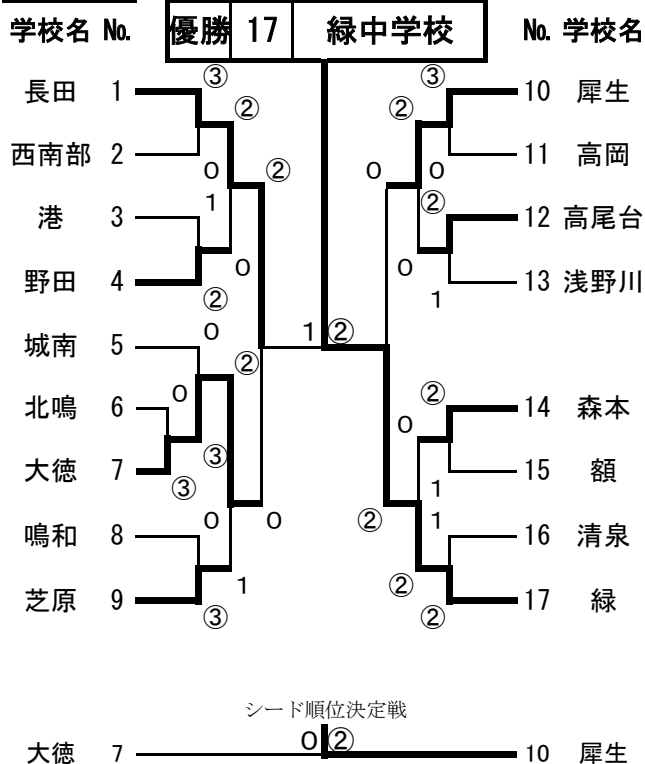 学校名 No. 優勝 17 緑中学校 No. 学校名
③ ③
長田 1 10 犀生
② ②
西南部 2 11 高岡
0 ② 0 0
1 ②
港 3 12 高尾台
0 0
野田 4 13 浅野川
② 1
0 1 ②
城南 5
②
0 ②
北鳴 6 14 森本
0
③
大徳 7 15 額
③ 1
0 0 ② 1
鳴和 8 16 清泉
1 ②
芝原 9 17 緑
③ ②
シード順位決定戦
0 ②
大徳 7 10 犀生